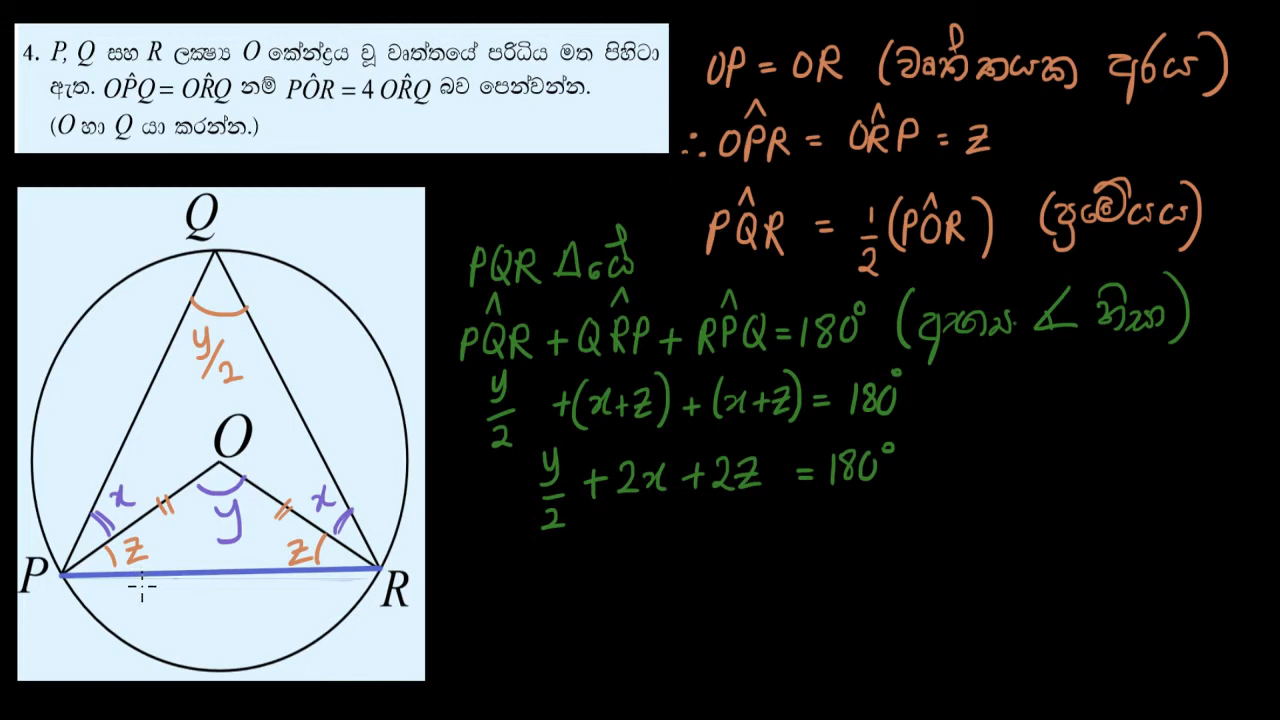 4. P, Q සහ R ලක්‍ෂ්‍ය O කේන්ද්‍රය වූ වෘත්තයේ පරිධිය මත පිහිටා
ඇත. OP̂Q = OR̂Q නම් PÔR = 4 OR̂Q බව පෙන්වන්න.
(O හා Q යා කරන්න.)
OP = OR (වෘත්තයක අරය)
∴ OP̂R = OR̂P = z
PQ̂R = 1/2 (PÔR) (ප්‍රමේයය)
PQR Δයේ
PQ̂R + QR̂P + RP̂Q = 180° (අභ්‍ය. ∡ නිසා)
y/2 + (x+z) + (x+z) = 180°
y/2 + 2x + 2z = 180°
Q
y/2
O
x
x
y
z
z
P
R